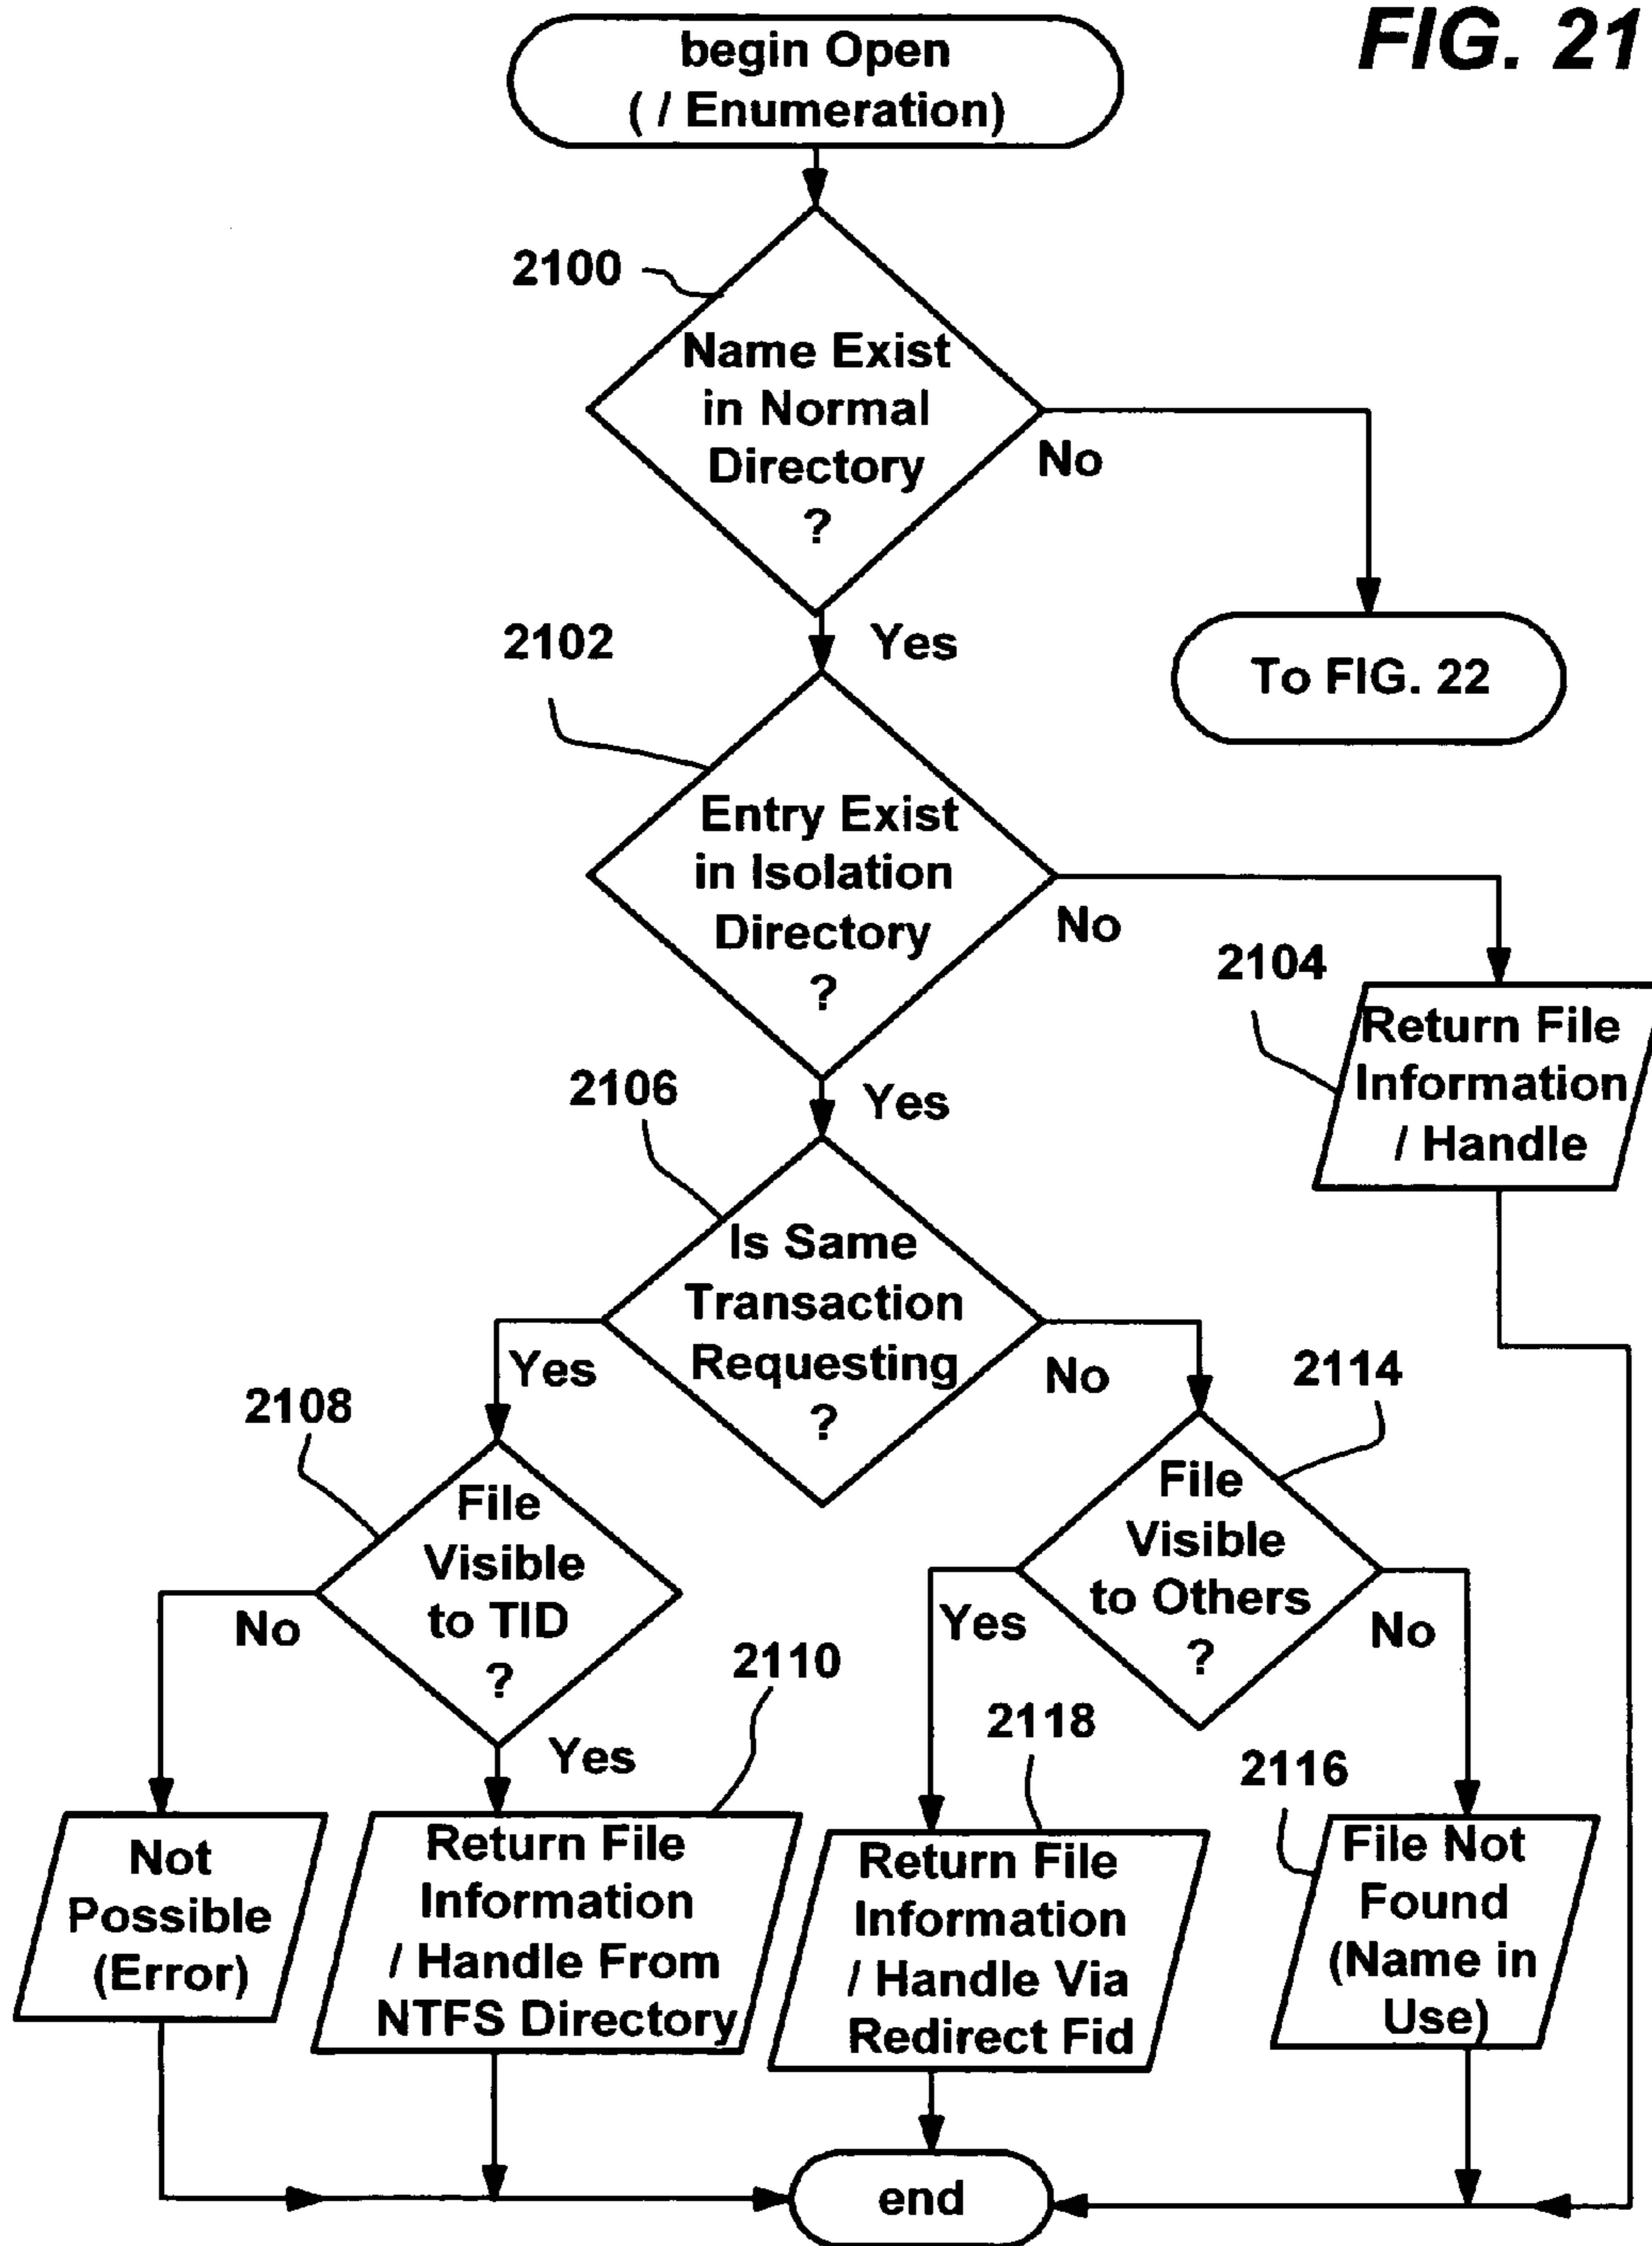 FIG. 21
begin Open
( / Enumeration)
2100
Name Exist
in Normal
Directory
?
No
To FIG. 22
Yes
2102
Entry Exist
in Isolation
Directory
?
No
2104
Return File
Information
/ Handle
Yes
2106
Is Same
Transaction
Requesting
?
Yes
No
2108
File
Visible
to TID
?
No
Yes
2114
File
Visible
to Others
?
Yes
No
Not
Possible
(Error)
2110
Return File
Information
/ Handle From
NTFS Directory
2118
Return File
Information
/ Handle Via
Redirect Fid
2116
File Not
Found
(Name in
Use)
end